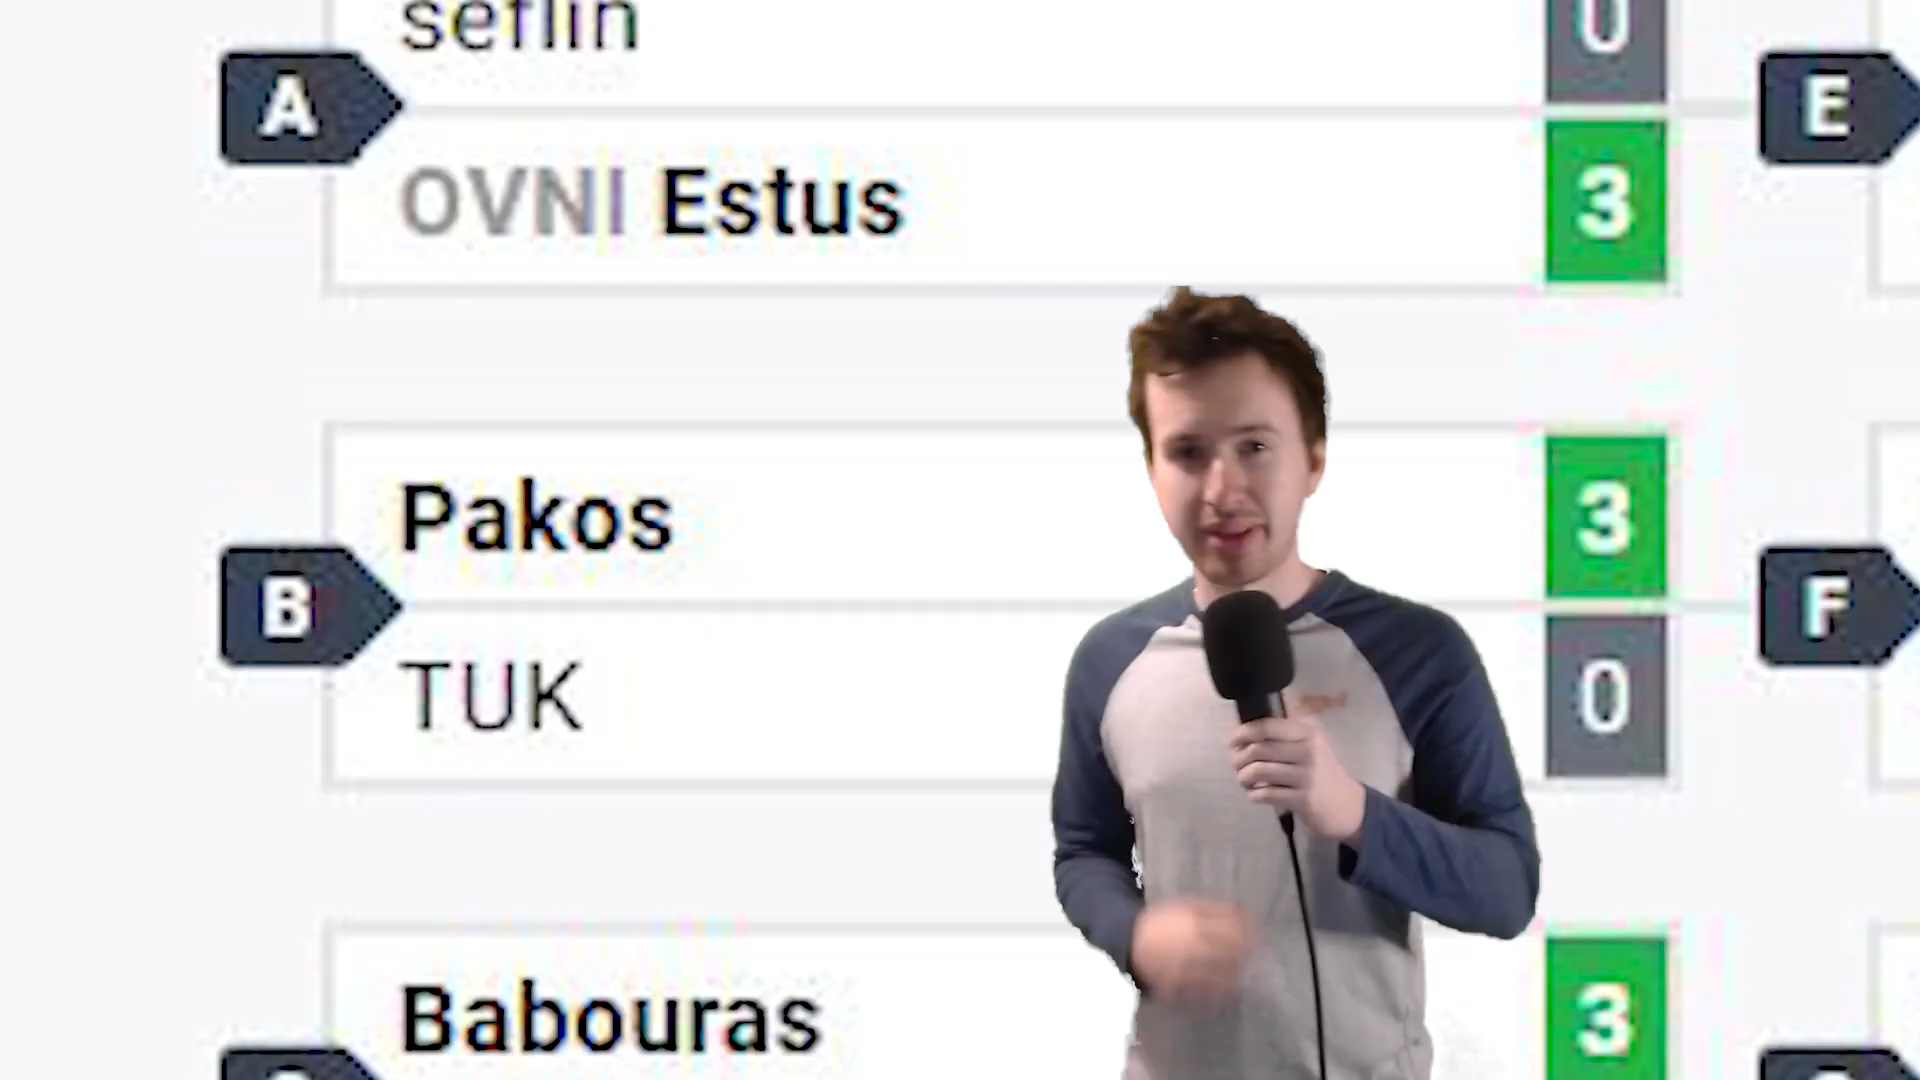 seflin 0
A E
OVNI Estus 3
Pakos 3
B F
TUK 0
Babouras 3